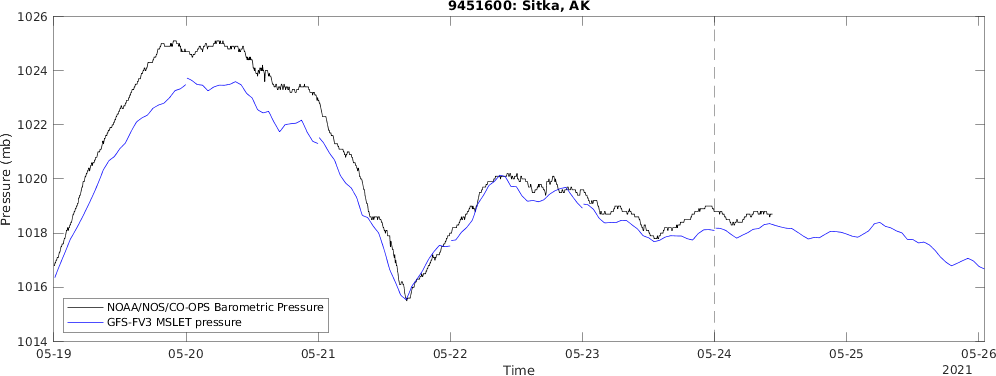 9451600: Sitka, AK
Pressure (mb)
1026
1024
1022
1020
1018
1016
1014
NOAA/NOS/CO-OPS Barometric Pressure
GFS-FV3 MSLET pressure
05-19 05-20 05-21 05-22 05-23 05-24 05-25 05-26
Time
2021